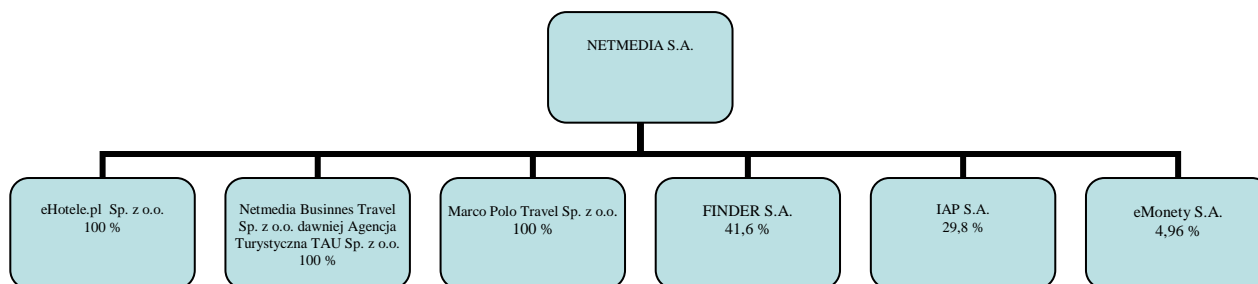 NETMEDIA S.A.
eHotele.pl Sp. z o.o.
100 %
Netmedia Businnes Travel
Sp. z o.o. dawniej Agencja
Turystyczna TAU Sp. z o.o.
100 %
Marco Polo Travel Sp. z o.o.
100 %
FINDER S.A.
41,6 %
IAP S.A.
29,8 %
eMonety S.A.
4,96 %